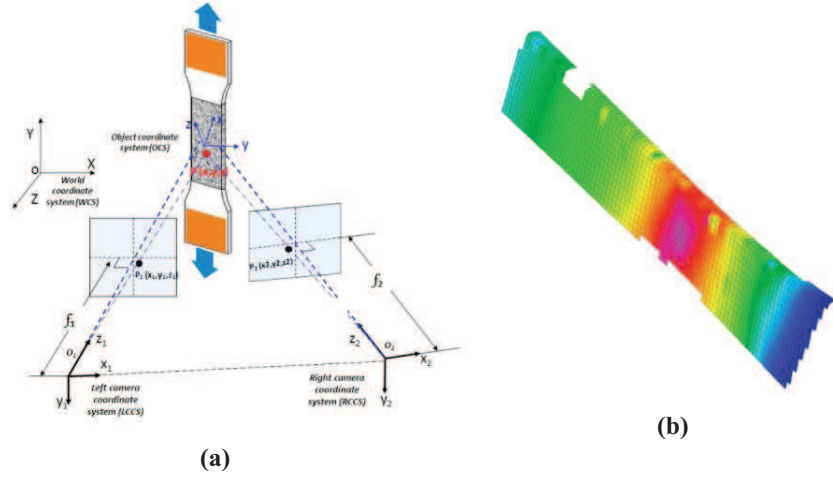 z
x
y
Object coordinate
system (OCS)
Y
O
X
Z
World
coordinate
system (WCS)
P₁ (x₁,y₁,z₁)
P₂ (x2,y2,z2)
f₁
f₂
z₁
o₁
x₁
y₁
Left camera
coordinate
system (LCCS)
z₂
o₂
x₂
y₂
Right camera
coordinate
system (RCCS)
(a)
(b)